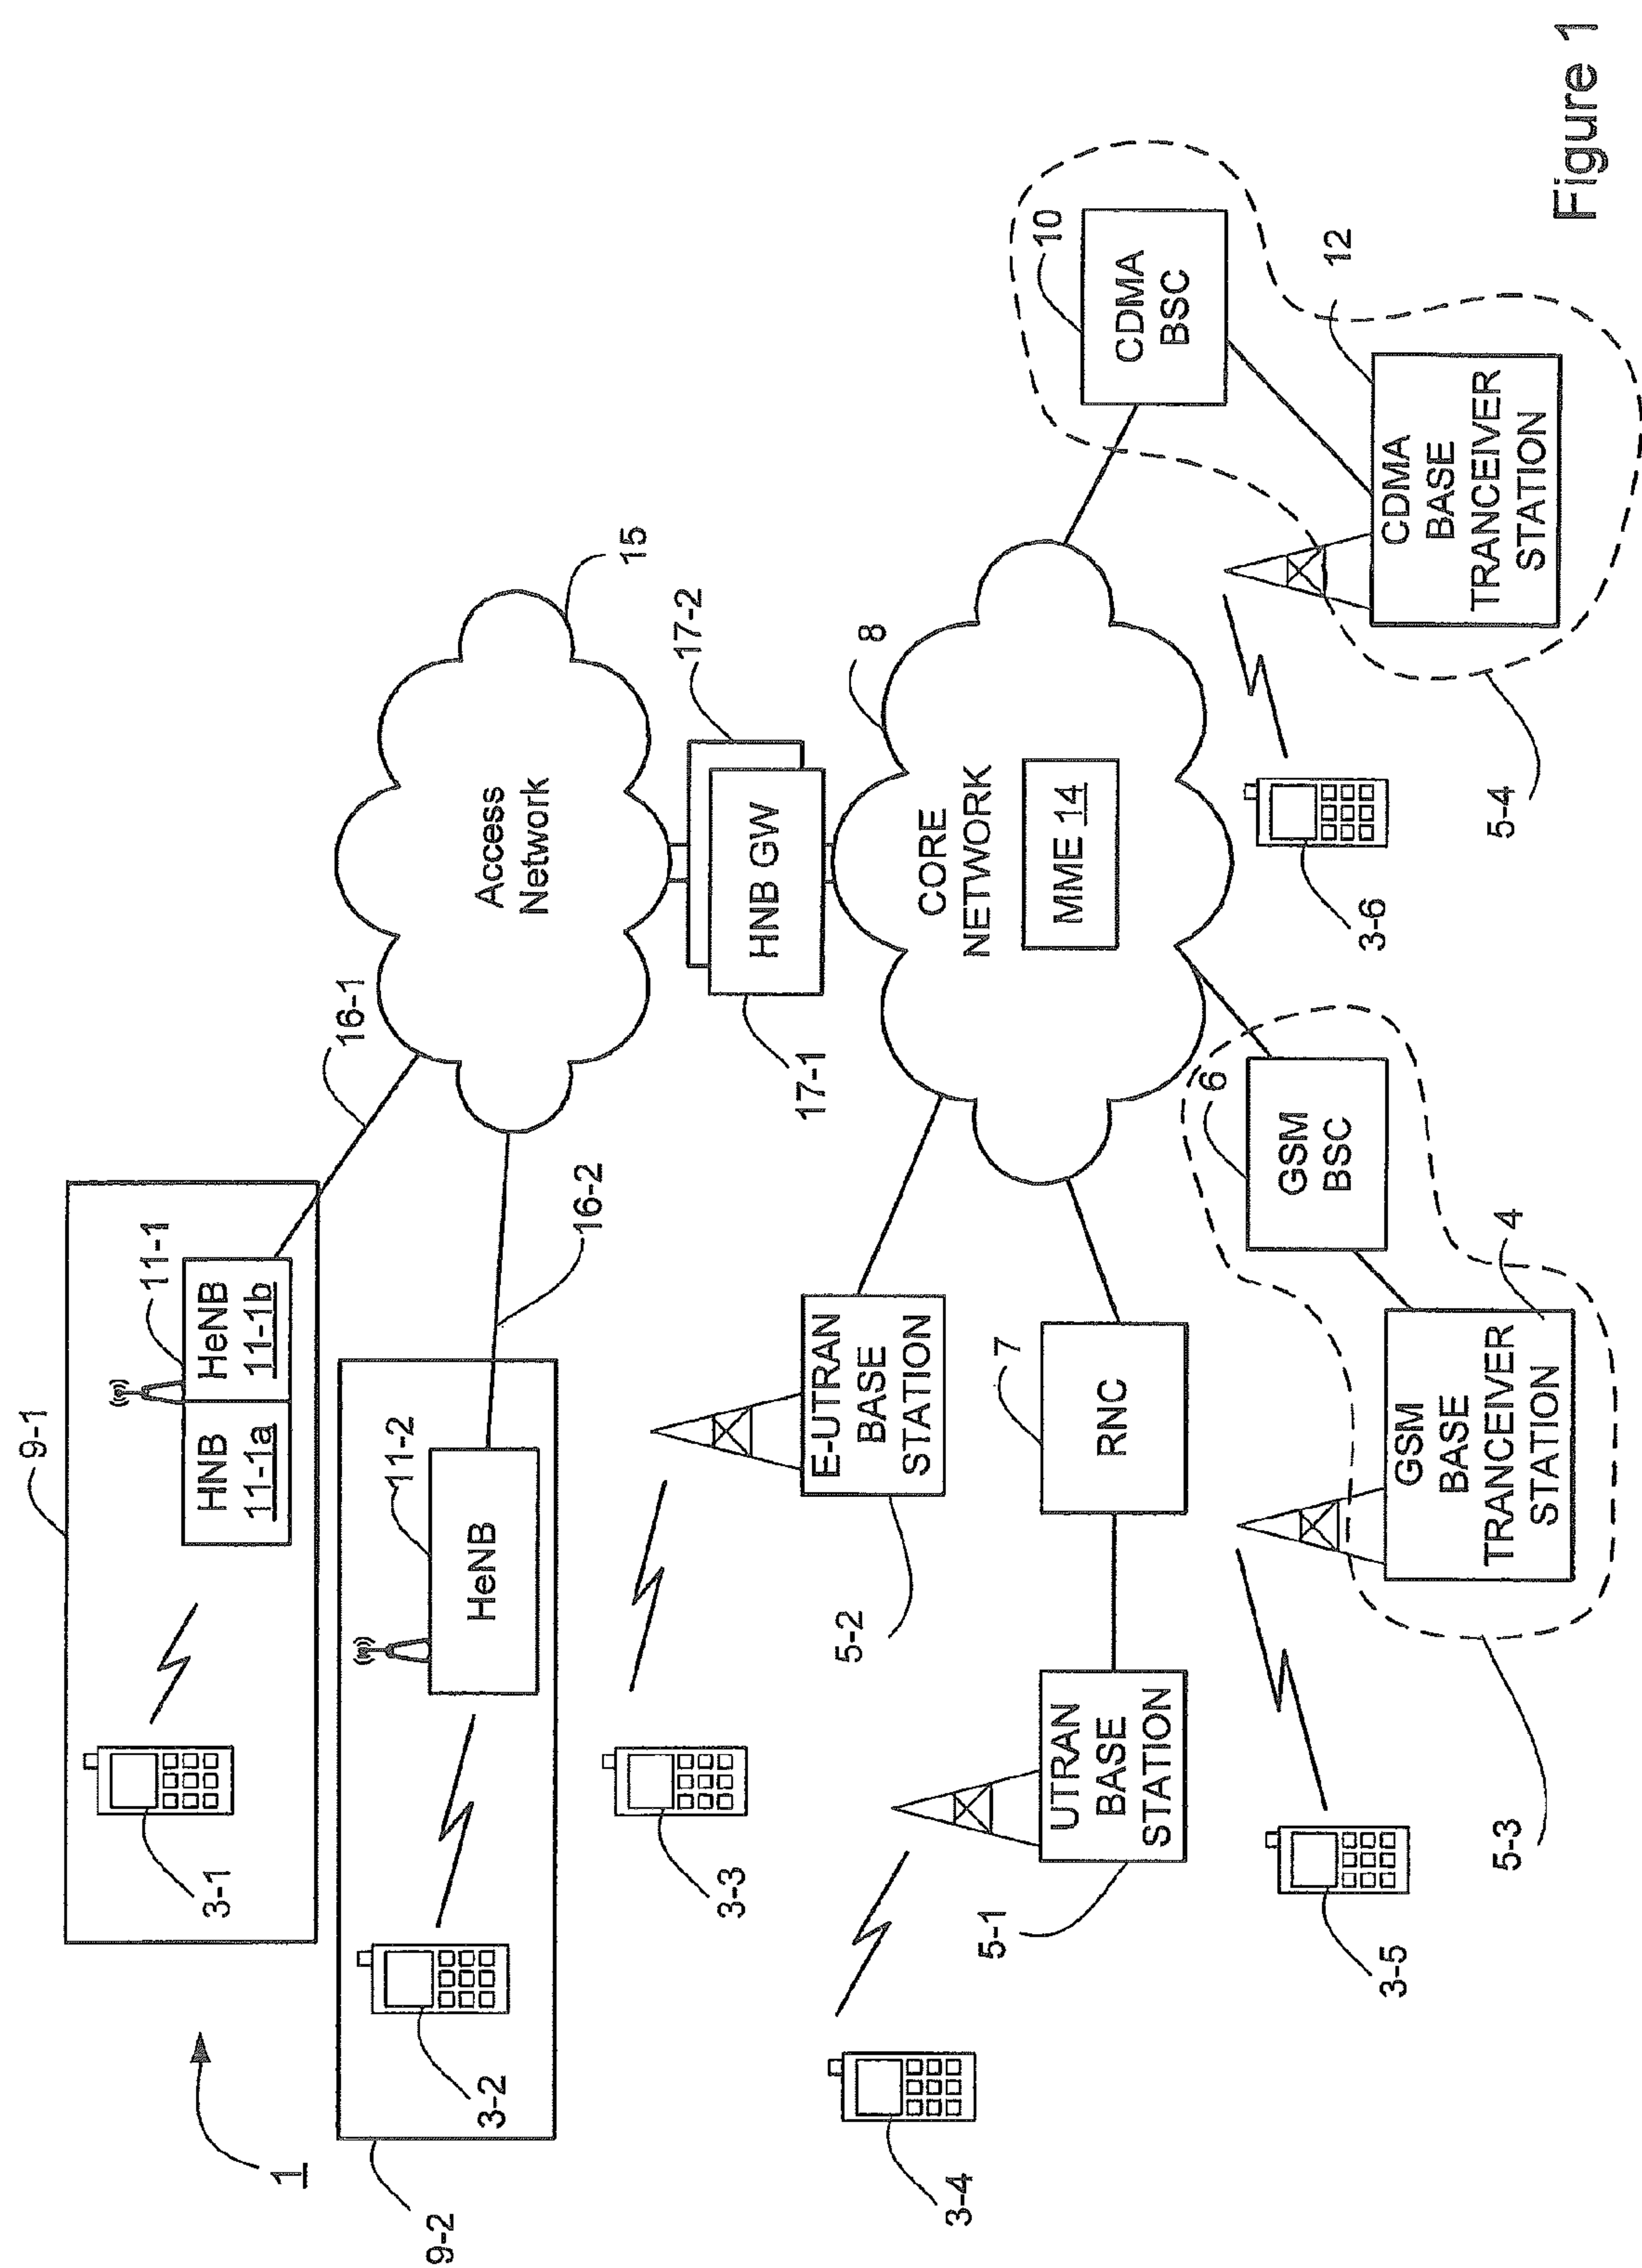 1
9-1
3-1
HNB
11-1a
HeNB
11-1b
11-1
16-1
9-2
3-2
HeNB
11-2
16-2
Access
Network
15
3-3
5-2
E-UTRAN
BASE
STATION
17-1
HNB GW
17-2
3-4
5-1
UTRAN
BASE
STATION
7
RNC
8
CORE
NETWORK
MME 14
3-5
5-3
GSM
BASE
TRANCEIVER
STATION
4
6
GSM
BSC
3-6
5-4
10
CDMA
BSC
12
CDMA
BASE
TRANCEIVER
STATION
Figure 1